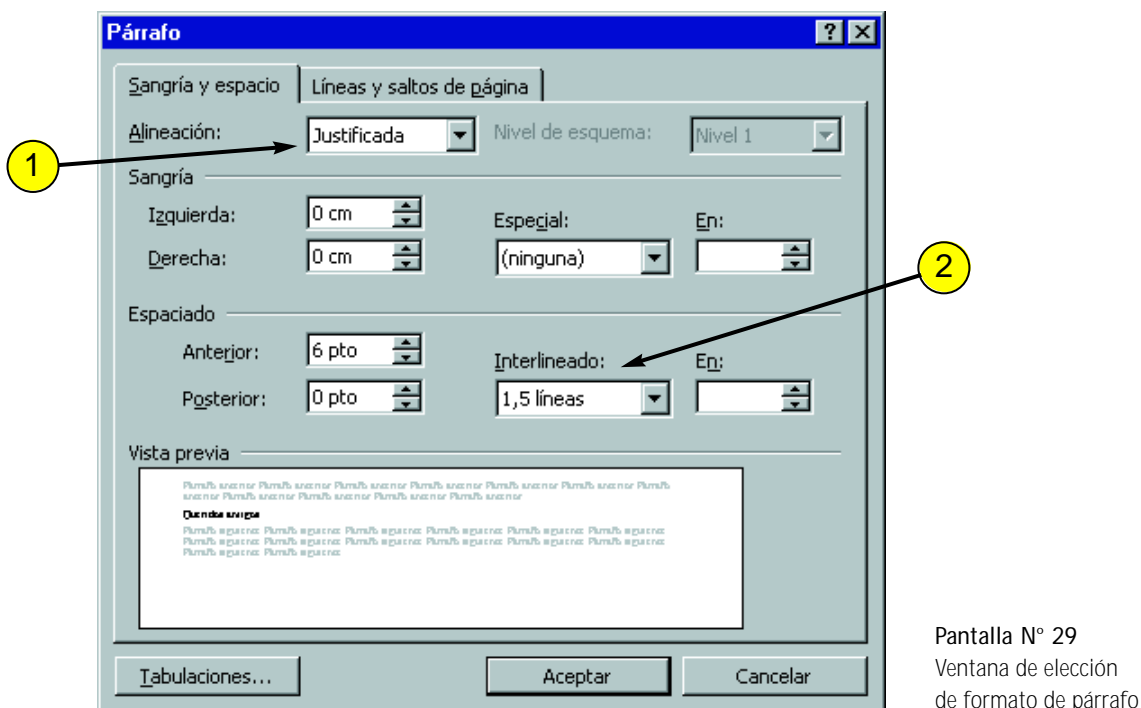 Párrafo
Sangría y espacio Líneas y saltos de página
Alineación: Justificada Nivel de esquema: Nivel 1
1
Sangría
Izquierda: 0 cm Especial: En:
Derecha: 0 cm (ninguna)
2
Espaciado
Anterior: 6 pto Interlineado: En:
Posterior: 0 pto 1,5 líneas
Vista previa
Tabulaciones... Aceptar Cancelar
Pantalla N° 29
Ventana de elección
de formato de párrafo